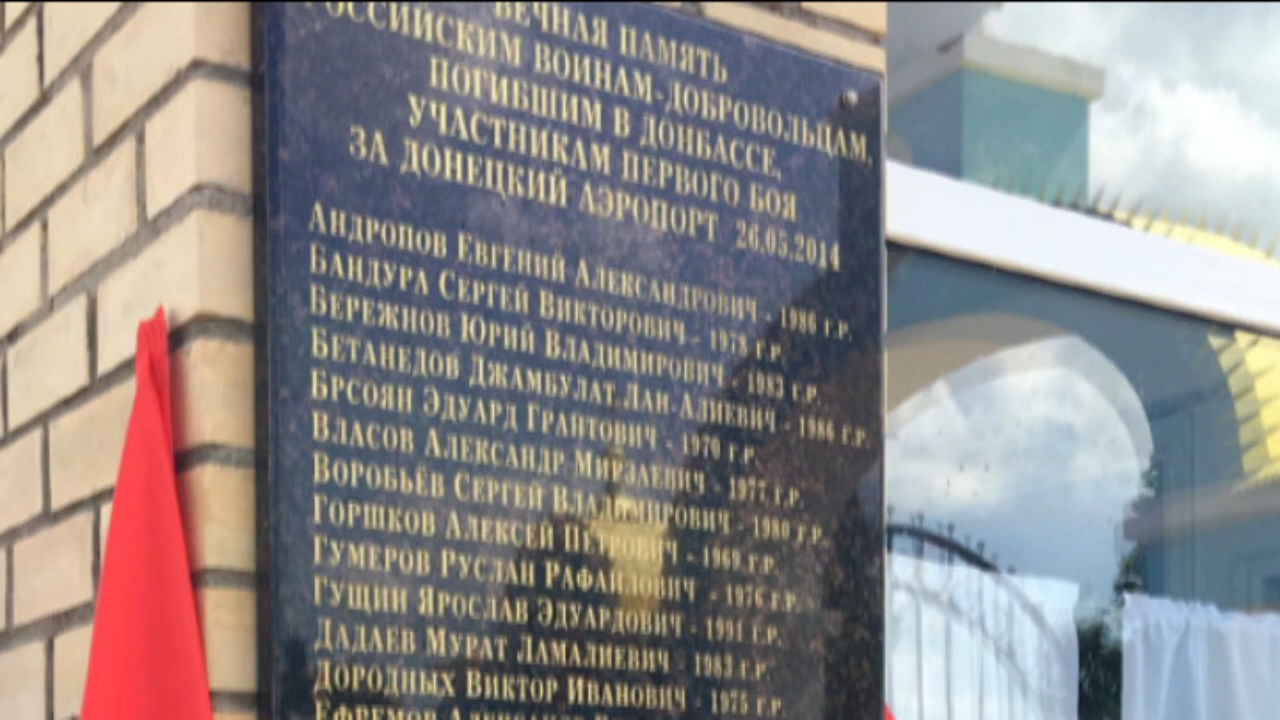 ВЕЧНАЯ ПАМЯТЬ
РОССИЙСКИМ ВОИНАМ-ДОБРОВОЛЬЦАМ,
ПОГИБШИМ В ДОНБАССЕ,
УЧАСТНИКАМ ПЕРВОГО БОЯ
ЗА ДОНЕЦКИЙ АЭРОПОРТ 26.05.2014
АНДРОПОВ ЕВГЕНИЙ АЛЕКСАНДРОВИЧ - 1986 г.р.
БАНДУРА СЕРГЕЙ ВИКТОРОВИЧ - 1975 г.р.
БЕРЕЖНОВ ЮРИЙ ВЛАДИМИРОВИЧ - 1983 г.р.
БЕТАНЕДОВ ДЖАМБУЛАТ ЛАИ-АЛИЕВИЧ - 1986 г.р.
БРСОЯН ЭДУАРД ГРАНТОВИЧ - 1970 г.р.
ВЛАСОВ АЛЕКСАНДР МИРЗАЕВИЧ - 1977 г.р.
ВОРОБЬЁВ СЕРГЕЙ ВЛАДИМИРОВИЧ - 1980 г.р.
ГОРШКОВ АЛЕКСЕЙ ПЕТРОВИЧ - 1969 г.р.
ГУМЕРОВ РУСЛАН РАФАИЛОВИЧ - 1976 г.р.
ГУЩИН ЯРОСЛАВ ЭДУАРДОВИЧ - 1991 г.р.
ДАДАЕВ МУРАТ ЛАМАЛИЕВИЧ - 1983 г.р.
ДОРОДНЫХ ВИКТОР ИВАНОВИЧ - 1975 г.р.
ЕФРЕМОВ АЛЕКСАНДР